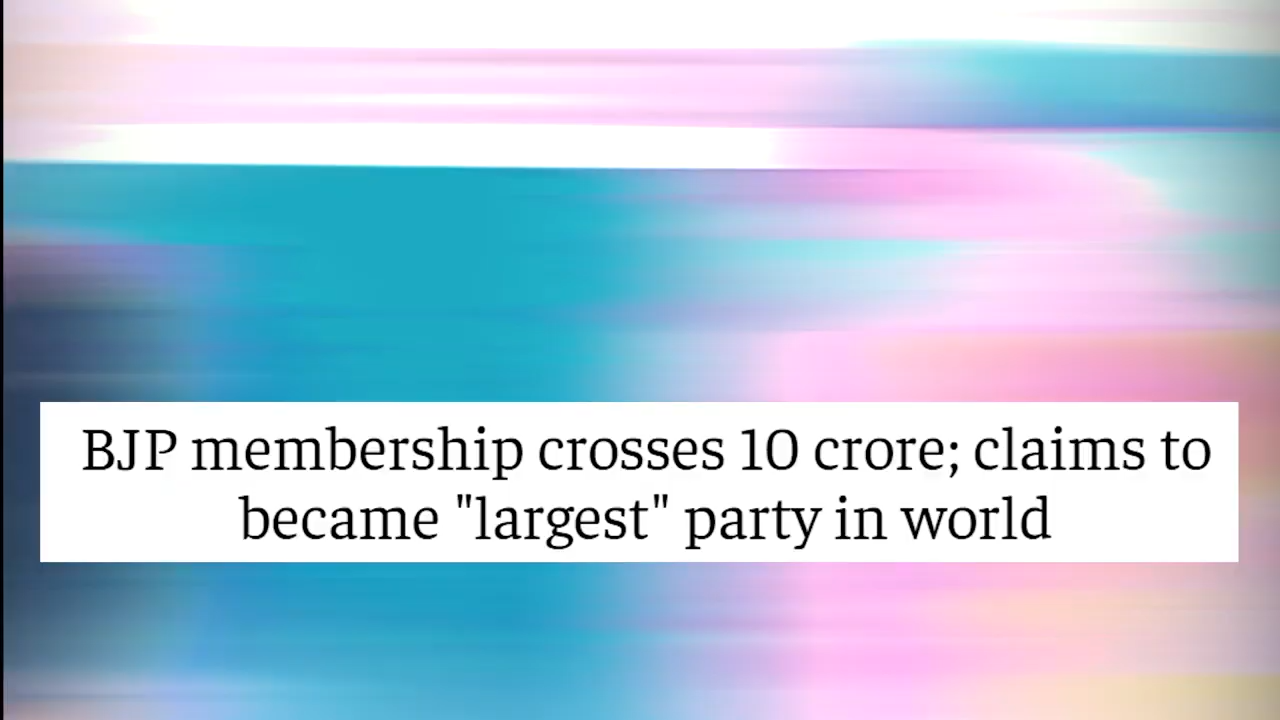 BJP membership crosses 10 crore; claims to
became "largest" party in world